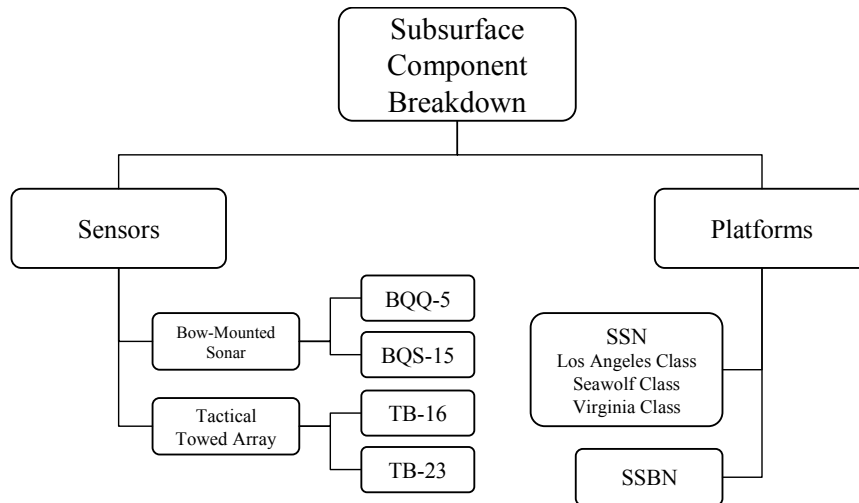 Subsurface
Component
Breakdown
Sensors
Platforms
Bow-Mounted
Sonar
BQQ-5
BQS-15
Tactical
Towed Array
TB-16
TB-23
SSN
Los Angeles Class
Seawolf Class
Virginia Class
SSBN